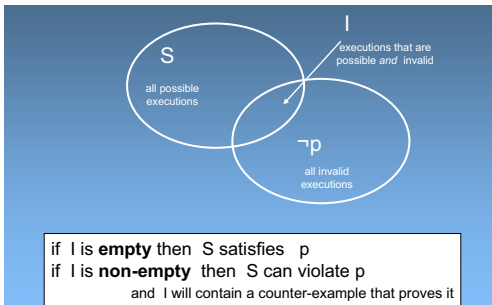 I
executions that are
possible and invalid
S
all possible
executions
¬p
all invalid
executions
if I is empty then S satisfies p
if I is non-empty then S can violate p
and I will contain a counter-example that proves it